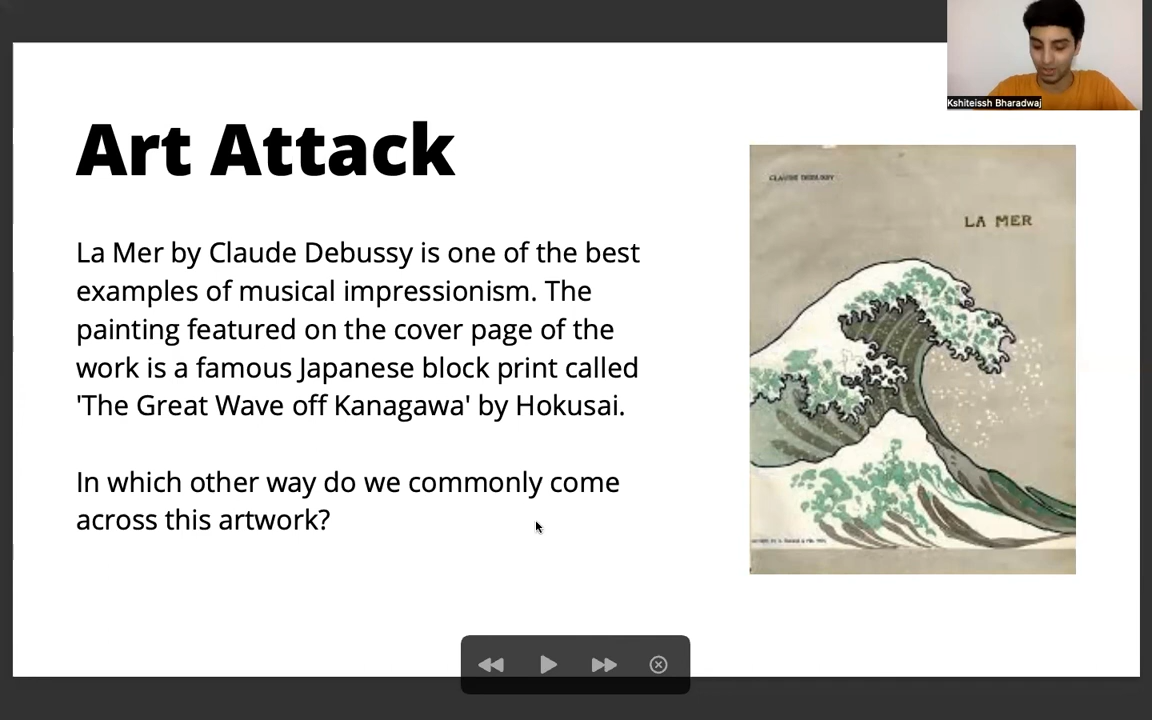 Kshiteissh Bharadwaj
Art Attack
La Mer by Claude Debussy is one of the best
examples of musical impressionism. The
painting featured on the cover page of the
work is a famous Japanese block print called
'The Great Wave off Kanagawa' by Hokusai.
In which other way do we commonly come
across this artwork?
CLAUDE DEBUSSY
LA MER